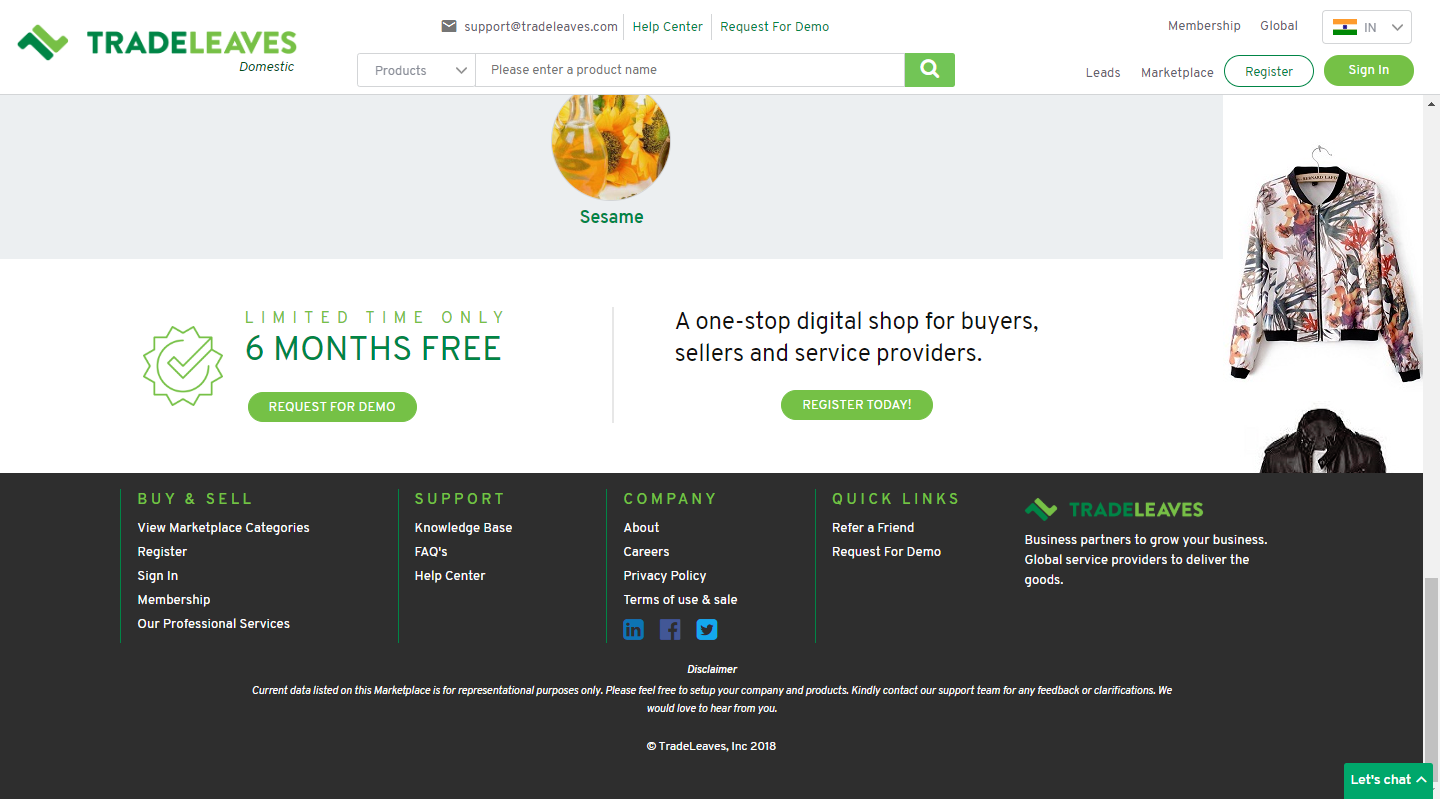 support@tradeleaves.com
Help Center
Request For Demo
Membership
Global
IN
TRADELEAVES
Domestic
Products
Please enter a product name
Leads
Marketplace
Register
Sign In
BERNARD LAFO
Sesame
LIMITED TIME ONLY
6 MONTHS FREE
REQUEST FOR DEMO
A one-stop digital shop for buyers,
sellers and service providers.
REGISTER TODAY!
BUY & SELL
View Marketplace Categories
Register
Sign In
Membership
Our Professional Services
SUPPORT
Knowledge Base
FAQ's
Help Center
COMPANY
About
Careers
Privacy Policy
Terms of use & sale
QUICK LINKS
Refer a Friend
Request For Demo
TRADELEAVES
Business partners to grow your business.
Global service providers to deliver the
goods.
Disclaimer
Current data listed on this Marketplace is for representational purposes only. Please feel free to setup your company and products. Kindly contact our support team for any feedback or clarifications. We
would love to hear from you.
© TradeLeaves, Inc 2018
Let's chat